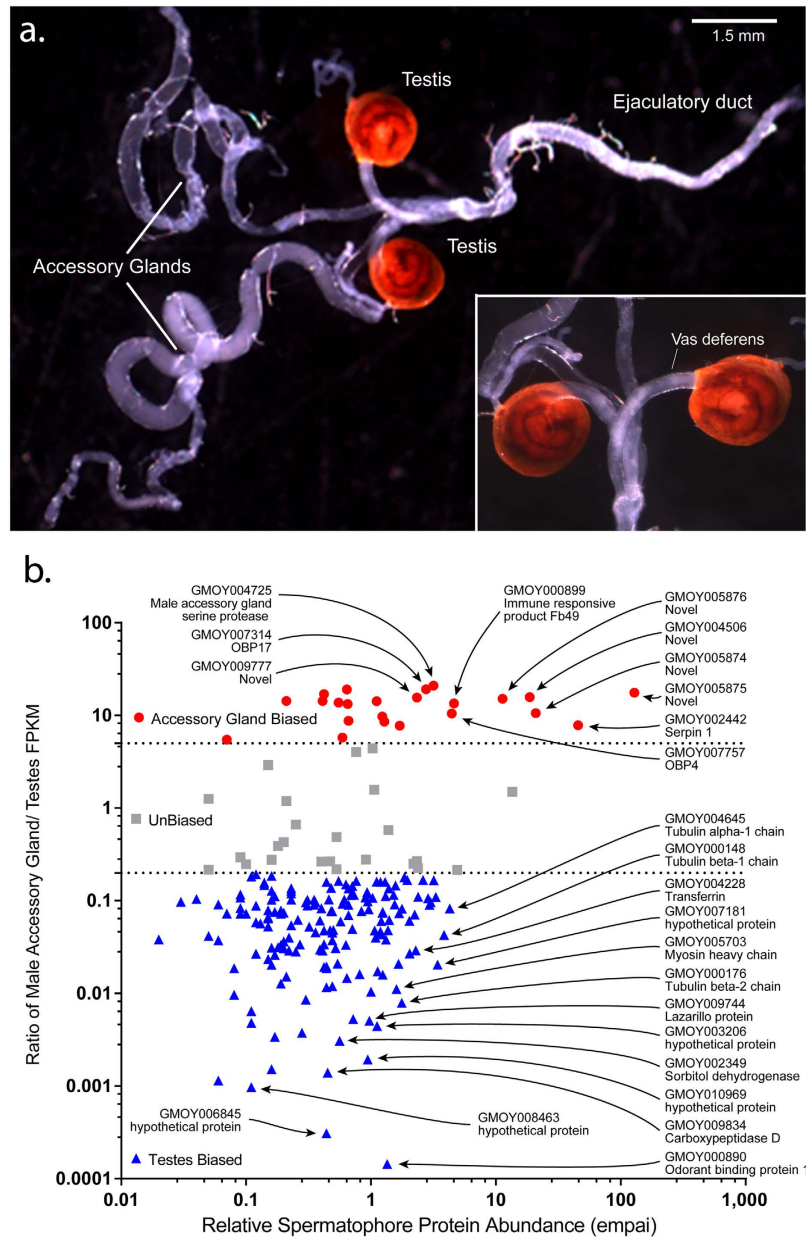 a.
1.5 mm
Testis
Ejaculatory duct
Testis
Accessory Glands
Vas deferens
b.
GMOY004725
Male accessory gland
serine protease
GMOY007314
OBP17
GMOY009777
Novel
GMOY000899
Immune responsive
product Fb49
GMOY005876
Novel
GMOY004506
Novel
GMOY005874
Novel
GMOY005875
Novel
GMOY002442
Serpin 1
GMOY007757
OBP4
Accessory Gland Biased
UnBiased
GMOY004645
Tubulin alpha-1 chain
GMOY000148
Tubulin beta-1 chain
GMOY004228
Transferrin
GMOY007181
hypothetical protein
GMOY005703
Myosin heavy chain
GMOY000176
Tubulin beta-2 chain
GMOY009744
Lazarillo protein
GMOY003206
hypothetical protein
GMOY002349
Sorbitol dehydrogenase
GMOY010969
hypothetical protein
GMOY009834
Carboxypeptidase D
GMOY000890
Odorant binding protein 1
GMOY006845
hypothetical protein
GMOY008463
hypothetical protein
Testes Biased
Ratio of Male Accessory Gland/ Testes FPKM
100
10
1
0.1
0.01
0.001
0.0001
0.01
0.1
1
10
100
1,000
Relative Spermatophore Protein Abundance (empai)